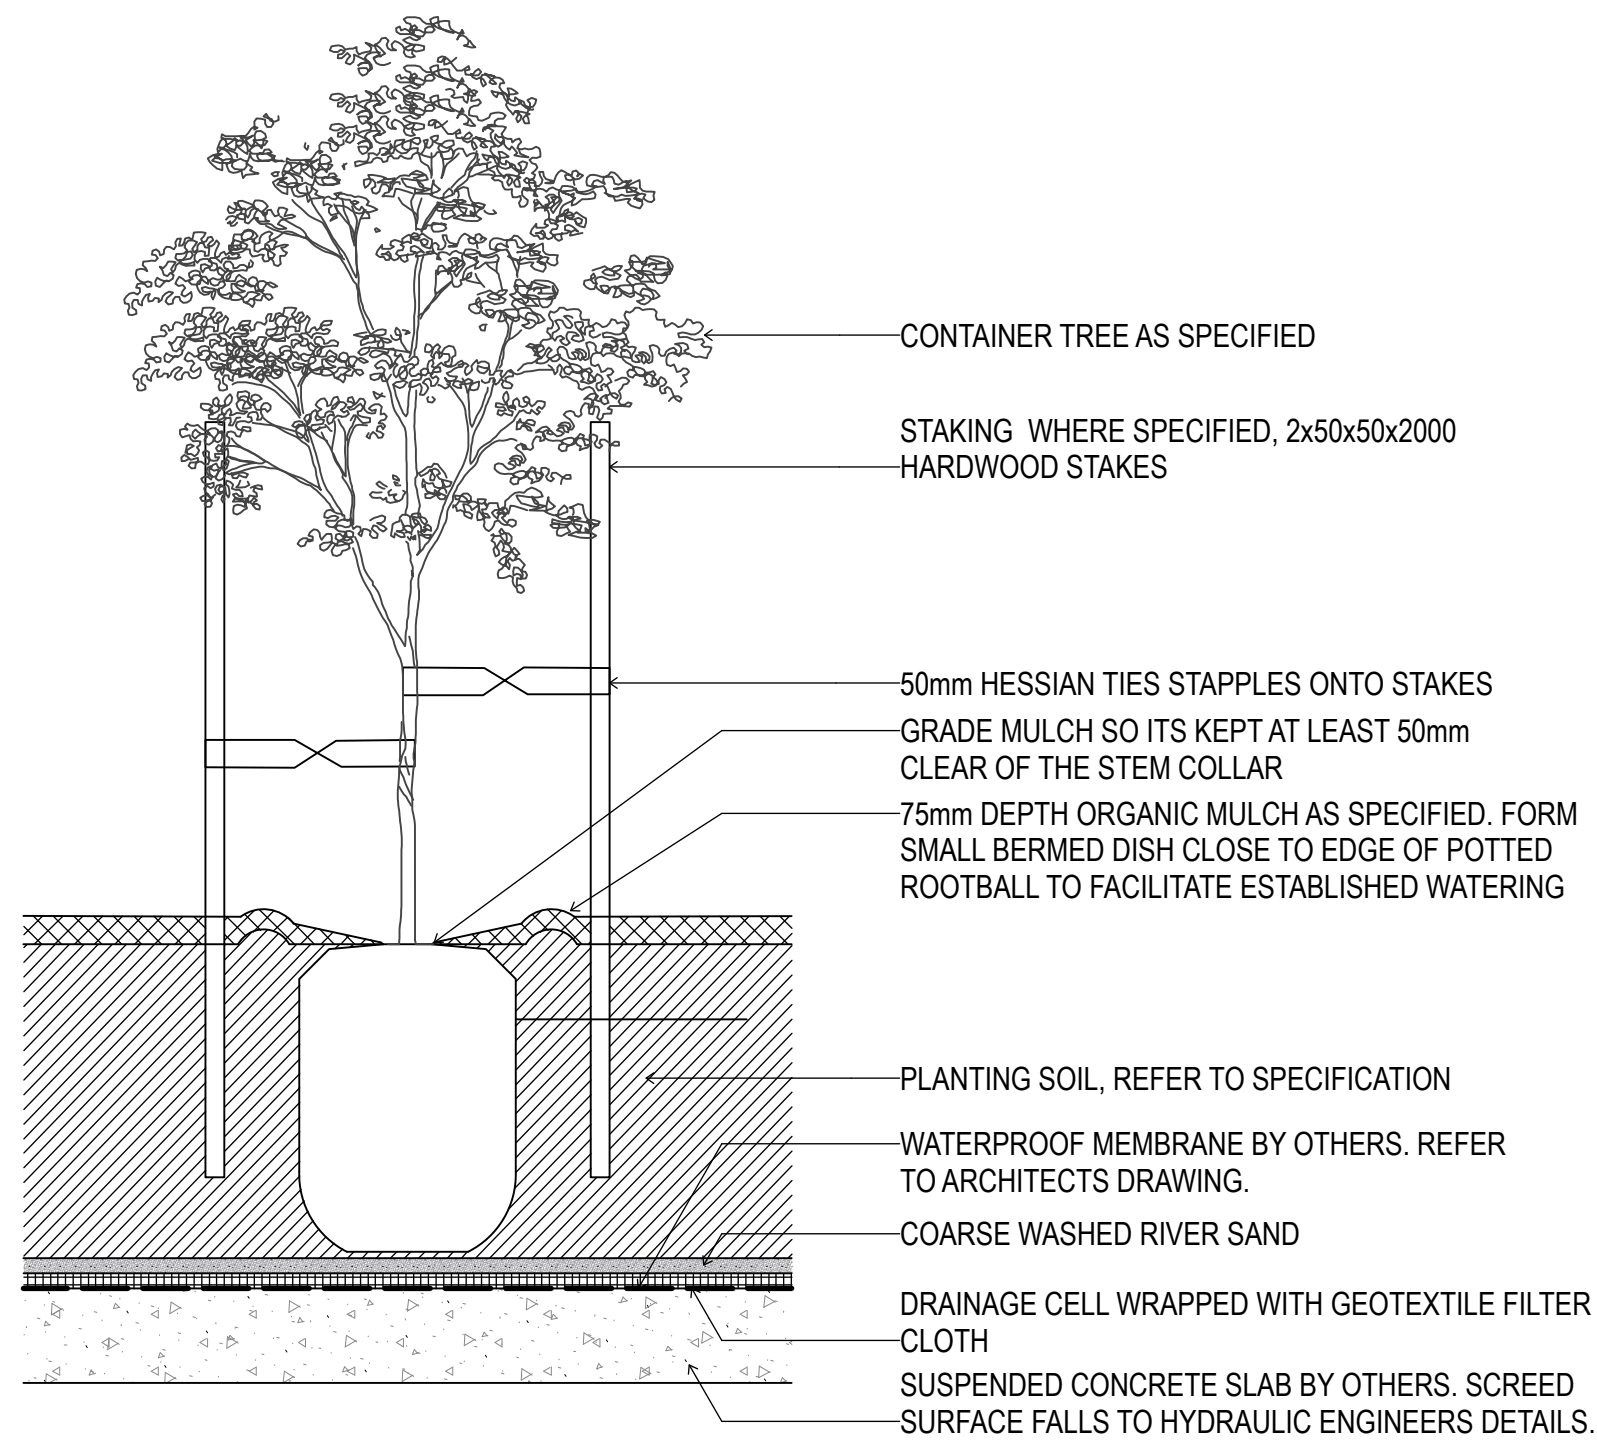 CONTAINER TREE AS SPECIFIED
STAKING WHERE SPECIFIED, 2x50x50x2000
HARDWOOD STAKES
50mm HESSIAN TIES STAPPLES ONTO STAKES
GRADE MULCH SO ITS KEPT AT LEAST 50mm
CLEAR OF THE STEM COLLAR
75mm DEPTH ORGANIC MULCH AS SPECIFIED. FORM
SMALL BERMED DISH CLOSE TO EDGE OF POTTED
ROOTBALL TO FACILITATE ESTABLISHED WATERING
PLANTING SOIL, REFER TO SPECIFICATION
WATERPROOF MEMBRANE BY OTHERS. REFER
TO ARCHITECTS DRAWING.
COARSE WASHED RIVER SAND
DRAINAGE CELL WRAPPED WITH GEOTEXTILE FILTER
CLOTH
SUSPENDED CONCRETE SLAB BY OTHERS. SCREED
SURFACE FALLS TO HYDRAULIC ENGINEERS DETAILS.